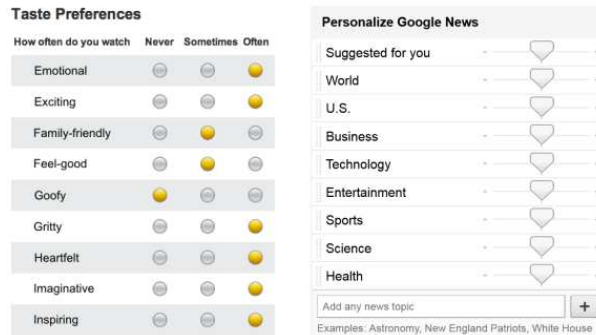 Taste Preferences
How often do you watch Never Sometimes Often
Emotional
Exciting
Family-friendly
Feel-good
Goofy
Gritty
Heartfelt
Imaginative
Inspiring
Personalize Google News
Suggested for you
World
U.S.
Business
Technology
Entertainment
Sports
Science
Health
Add any news topic +
Examples: Astronomy, New England Patriots, White House